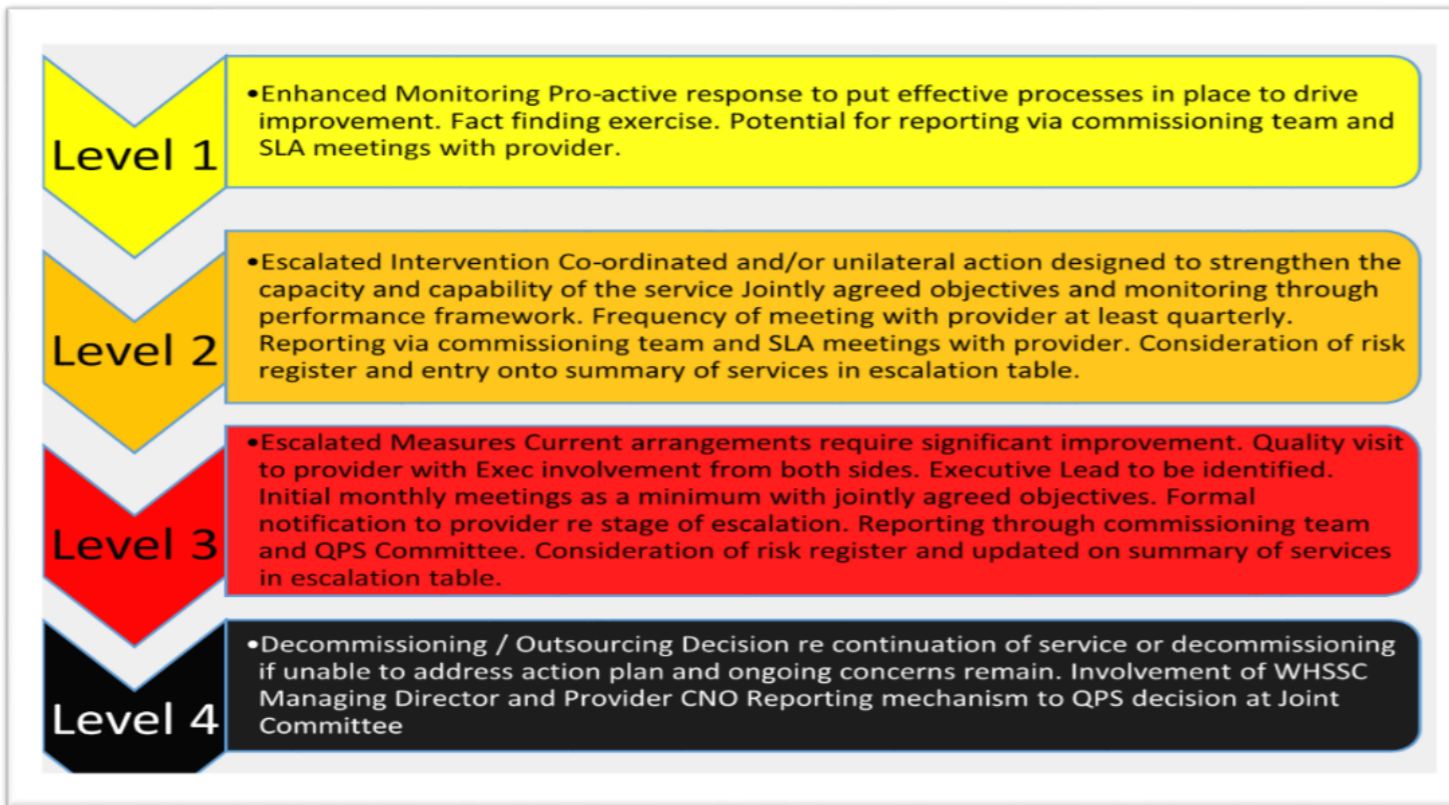 Level 1
•Enhanced Monitoring Pro-active response to put effective processes in place to drive
improvement. Fact finding exercise. Potential for reporting via commissioning team and
SLA meetings with provider.
Level 2
•Escalated Intervention Co-ordinated and/or unilateral action designed to strengthen the
capacity and capability of the service Jointly agreed objectives and monitoring through
performance framework. Frequency of meeting with provider at least quarterly.
Reporting via commissioning team and SLA meetings with provider. Consideration of risk
register and entry onto summary of services in escalation table.
Level 3
•Escalated Measures Current arrangements require significant improvement. Quality visit
to provider with Exec involvement from both sides. Executive Lead to be identified.
Initial monthly meetings as a minimum with jointly agreed objectives. Formal
notification to provider re stage of escalation. Reporting through commissioning team
and QPS Committee. Consideration of risk register and updated on summary of services
in escalation table.
Level 4
•Decommissioning / Outsourcing Decision re continuation of service or decommissioning
if unable to address action plan and ongoing concerns remain. Involvement of WHSSC
Managing Director and Provider CNO Reporting mechanism to QPS decision at Joint
Committee